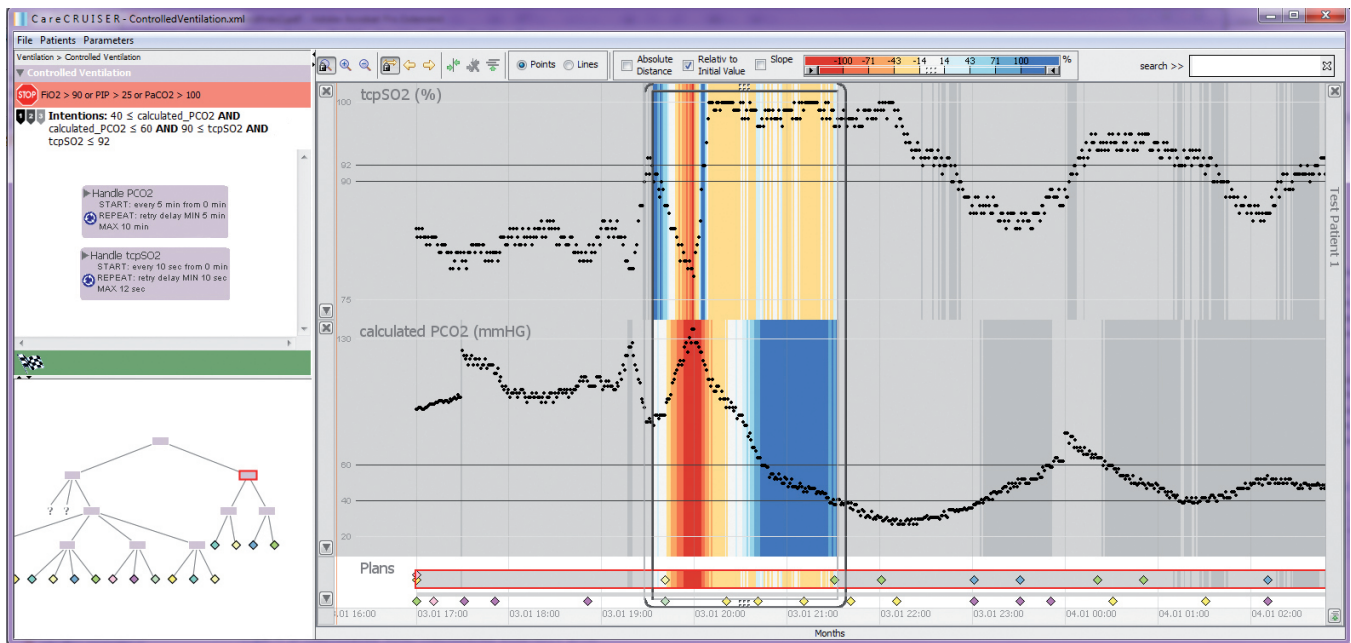 CareCRUISER - ControlledVentilation.xml
File Patients Parameters
Ventilation > Controlled Ventilation
Controlled Ventilation
STOP FiO2 > 90 or PIP > 25 or PaCO2 > 100
1 2 3 Intentions: 40 ≤ calculated_PCO2 AND
calculated_PCO2 ≤ 60 AND 90 ≤ tcpSO2 AND
tcpSO2 ≤ 92
Handle PCO2
START: every 5 min from 0 min
REPEAT: retry delay MIN 5 min
MAX 10 min
Handle tcpSO2
START: every 10 sec from 0 min
REPEAT: retry delay MIN 10 sec
MAX 12 sec
? ?
Points Lines
Absolute Distance
Relativ to Initial Value
Slope
-100 -71 -43 -14 14 43 71 100 %
search >>
tcpSO2 (%)
100
92
90
75
calculated PCO2 (mmHG)
130
60
40
20
Test Patient 1
Plans
.01 16:00 03.01 17:00 03.01 18:00 03.01 19:00 03.01 20:00 03.01 21:00 03.01 22:00 03.01 23:00 04.01 00:00 04.01 01:00 04.01 02:00
Months